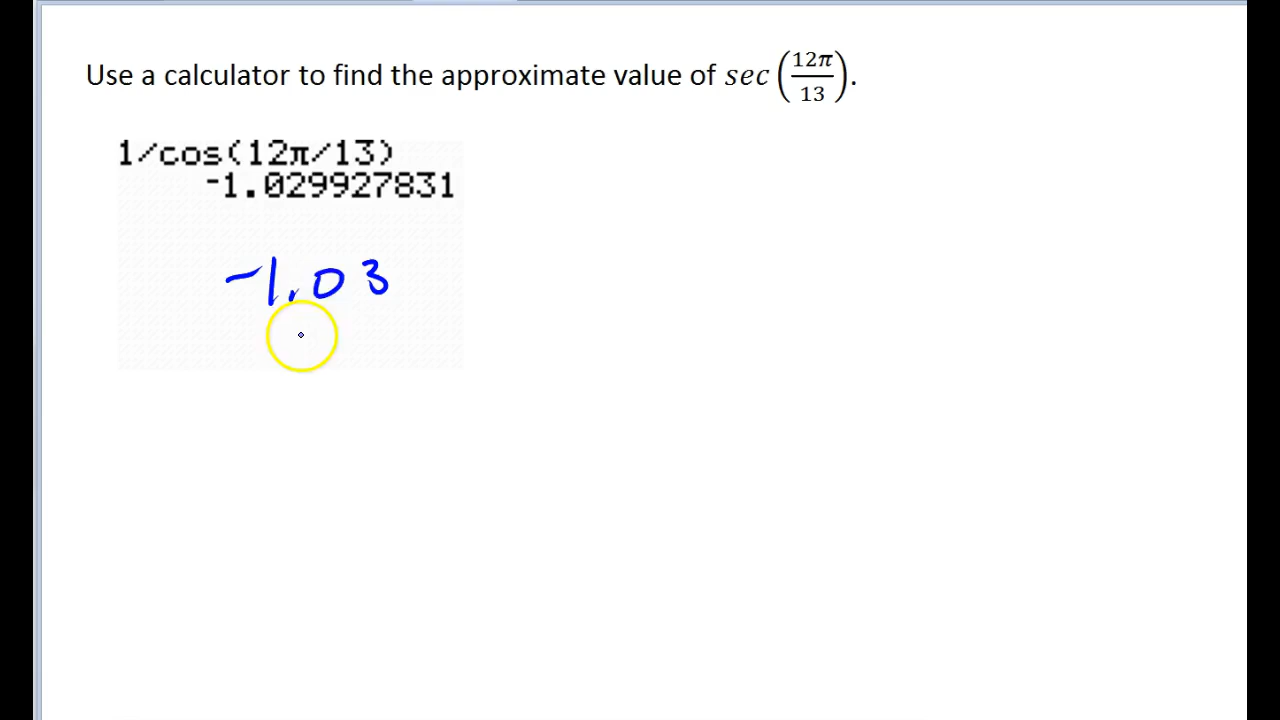 Use a calculator to find the approximate value of sec(12π/13).
1/cos(12π/13)
-1.029927831
-1.03